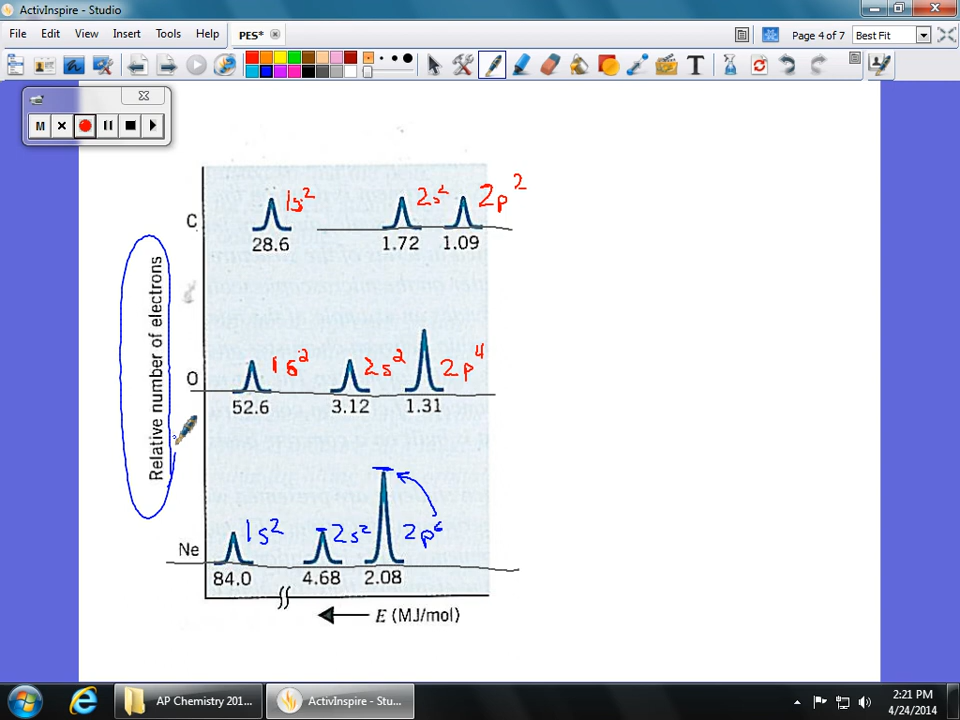 ActivInspire - Studio
File Edit View Insert Tools Help PES* Page 4 of 7 Best Fit
M
C 1s² 2s² 2p²
28.6 1.72 1.09
Relative number of electrons
O 1s² 2s² 2p⁴
52.6 3.12 1.31
Ne 1s² 2s² 2p⁶
84.0 4.68 2.08
E (MJ/mol)
AP Chemistry 201... ActivInspire - Stu... 2:21 PM
4/24/2014